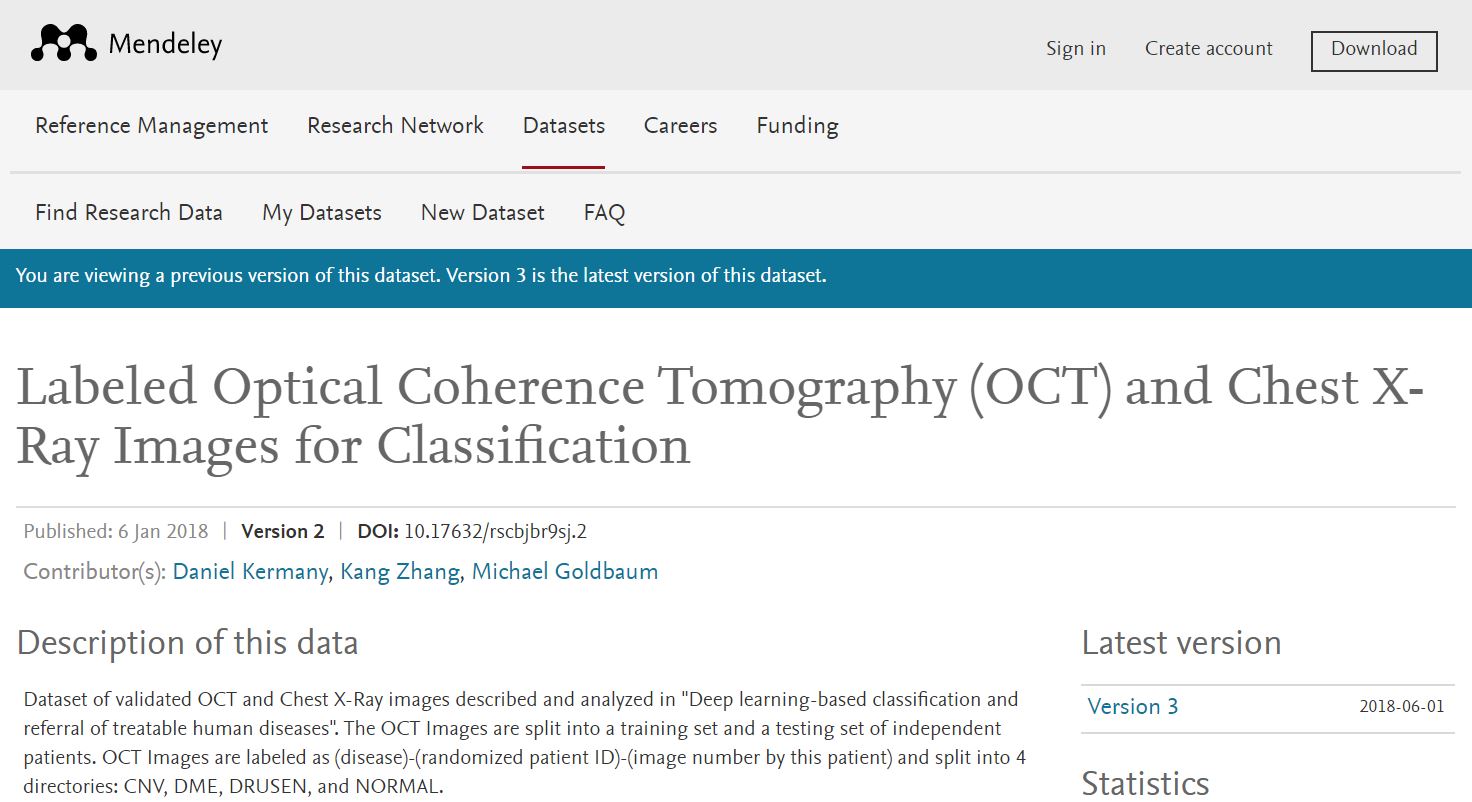 Mendeley
Sign in
Create account
Download
Reference Management
Research Network
Datasets
Careers
Funding
Find Research Data
My Datasets
New Dataset
FAQ
You are viewing a previous version of this dataset. Version 3 is the latest version of this dataset.
Labeled Optical Coherence Tomography (OCT) and Chest X-
Ray Images for Classification
Published: 6 Jan 2018 | Version 2 | DOI: 10.17632/rscbjbr9sj.2
Contributor(s): Daniel Kermany, Kang Zhang, Michael Goldbaum
Description of this data
Dataset of validated OCT and Chest X-Ray images described and analyzed in "Deep learning-based classification and
referral of treatable human diseases". The OCT Images are split into a training set and a testing set of independent
patients. OCT Images are labeled as (disease)-(randomized patient ID)-(image number by this patient) and split into 4
directories: CNV, DME, DRUSEN, and NORMAL.
Latest version
Version 3
2018-06-01
Statistics